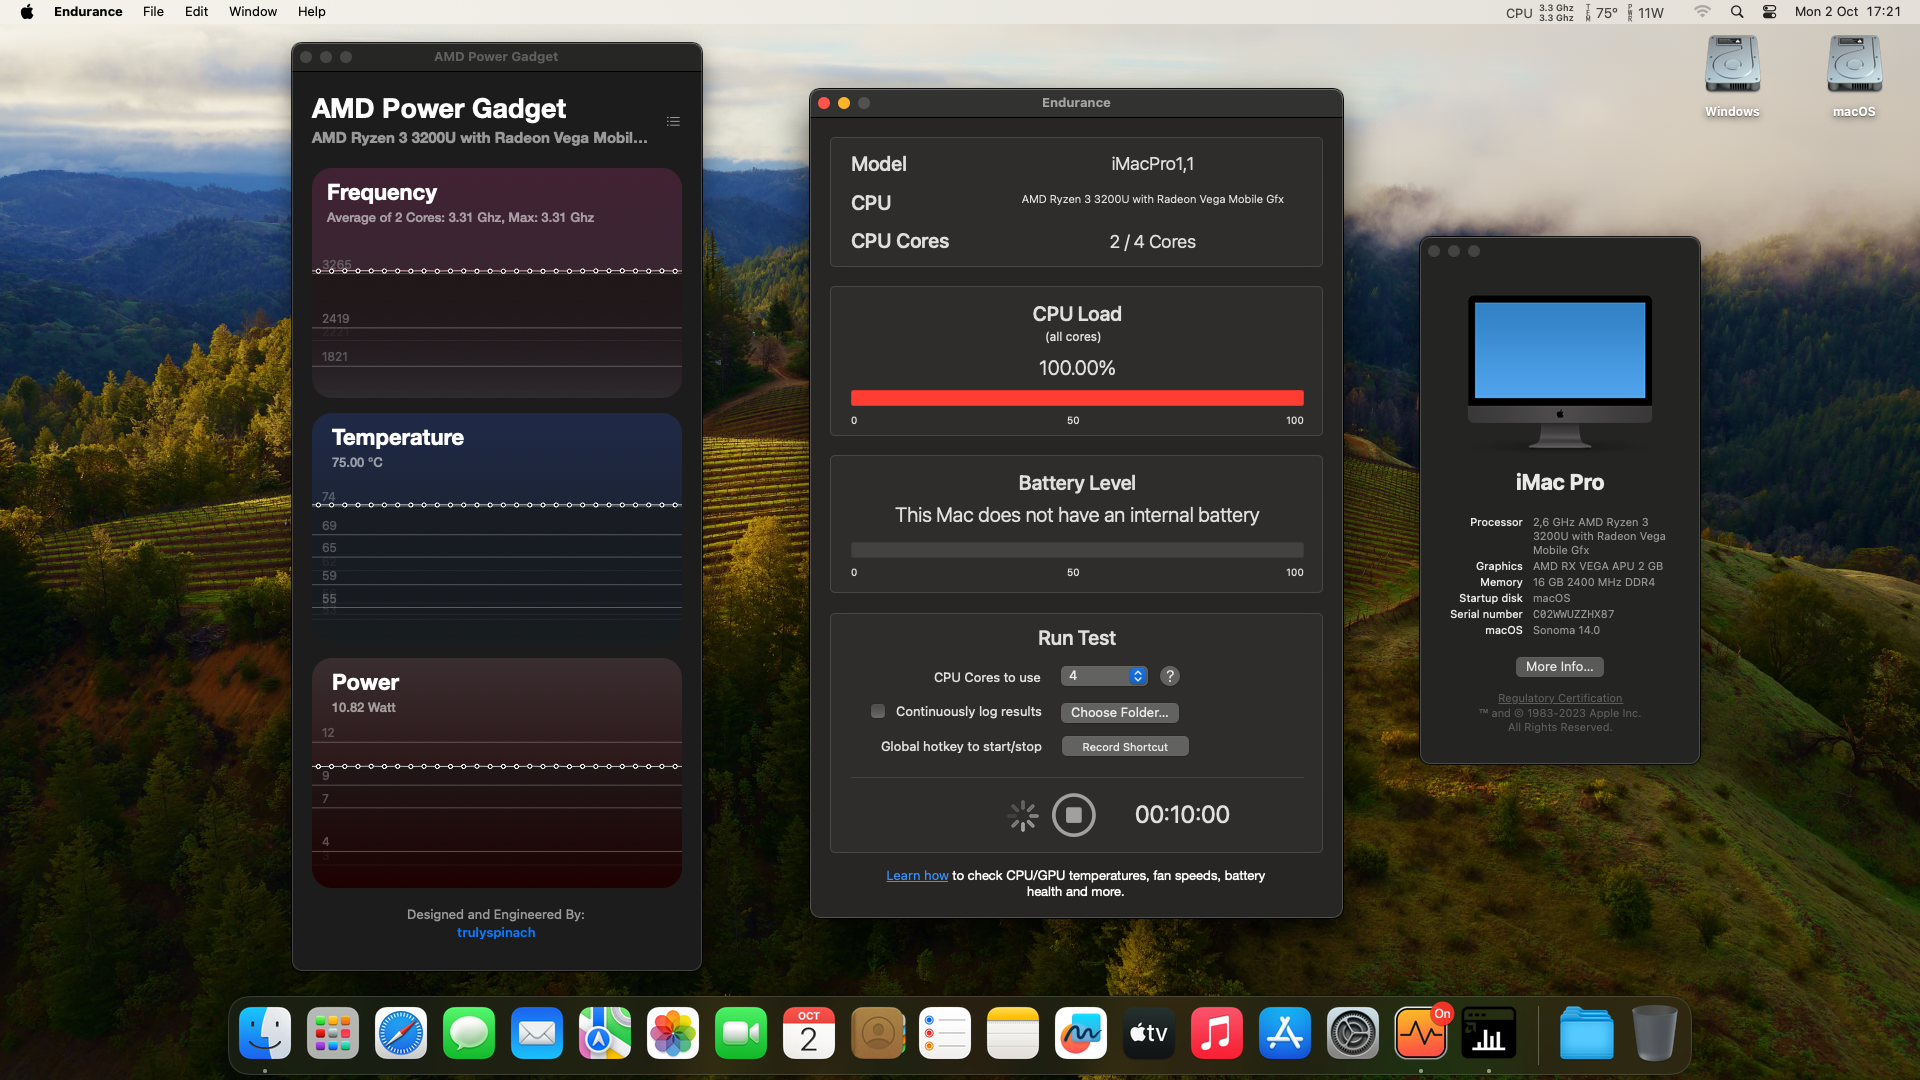 Endurance File Edit Window Help
CPU 3.3 Ghz 3.3 Ghz TEM 75° PWR 11W Mon 2 Oct 17:21
Windows
macOS
AMD Power Gadget
AMD Power Gadget
AMD Ryzen 3 3200U with Radeon Vega Mobil...
Frequency
Average of 2 Cores: 3.31 Ghz, Max: 3.31 Ghz
3265
2419
2221
1821
Temperature
75.00 °C
74
69
65
62
59
55
Power
10.82 Watt
12
9
7
4
3
Designed and Engineered By:
trulyspinach
Endurance
Model iMacPro1,1
CPU AMD Ryzen 3 3200U with Radeon Vega Mobile Gfx
CPU Cores 2 / 4 Cores
CPU Load
(all cores)
100.00%
0 50 100
Battery Level
This Mac does not have an internal battery
0 50 100
Run Test
CPU Cores to use 4 ?
Continuously log results Choose Folder...
Global hotkey to start/stop Record Shortcut
00:10:00
Learn how to check CPU/GPU temperatures, fan speeds, battery
health and more.
iMac Pro
Processor 2,6 GHz AMD Ryzen 3
3200U with Radeon Vega
Mobile Gfx
Graphics AMD RX VEGA APU 2 GB
Memory 16 GB 2400 MHz DDR4
Startup disk macOS
Serial number C02WWUZZHX87
macOS Sonoma 14.0
More Info...
Regulatory Certification
™ and © 1983-2023 Apple Inc.
All Rights Reserved.
OCT
2
tv
On